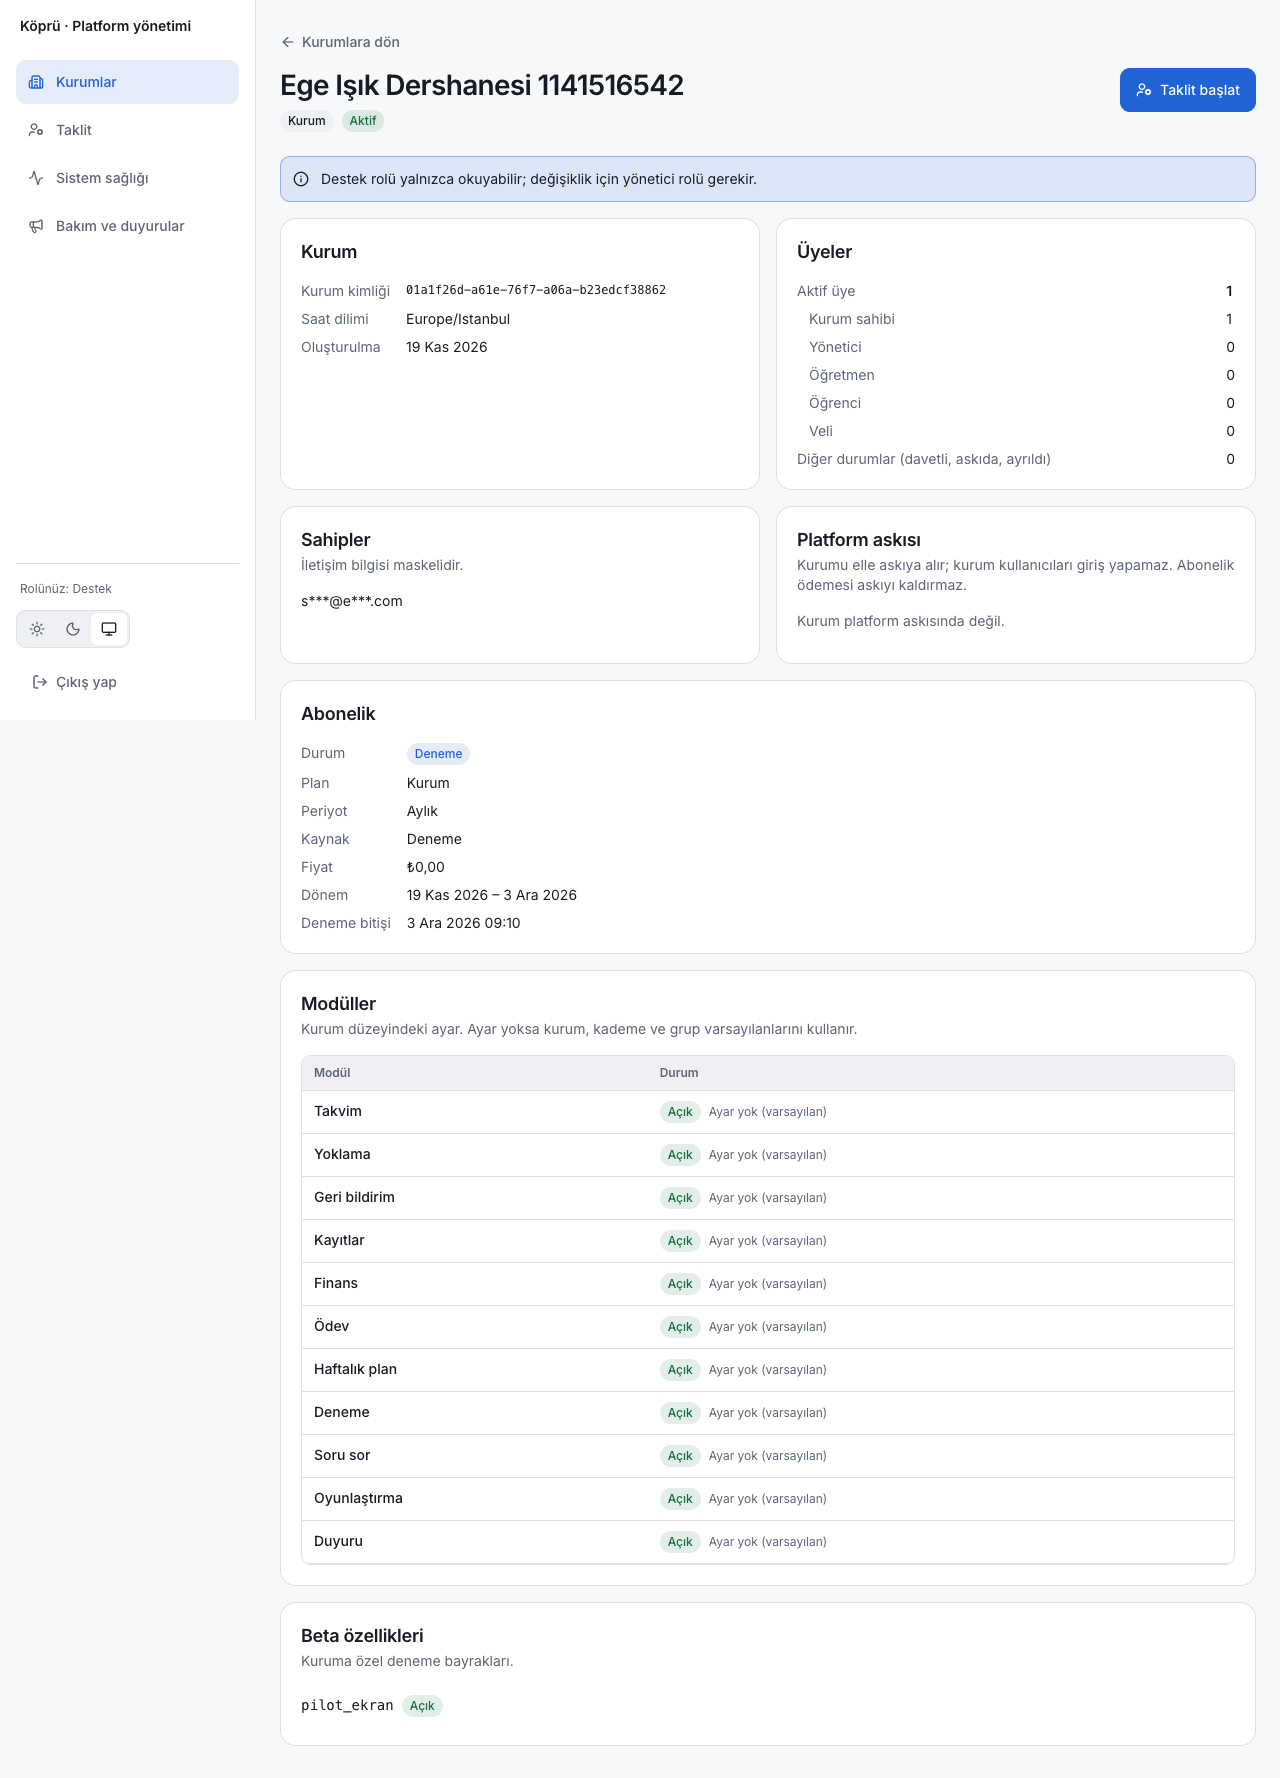 Köprü · Platform yönetimi
Kurumlar
Taklit
Sistem sağlığı
Bakım ve duyurular
Rolünüz: Destek
Çıkış yap
Kurumlara dön
Ege Işık Dershanesi 1141516542
Kurum Aktif
Taklit başlat
Destek rolü yalnızca okuyabilir; değişiklik için yönetici rolü gerekir.
Kurum
Kurum kimliği 01a1f26d-a61e-76f7-a06a-b23edcf38862
Saat dilimi Europe/Istanbul
Oluşturulma 19 Kas 2026
Üyeler
Aktif üye 1
Kurum sahibi 1
Yönetici 0
Öğretmen 0
Öğrenci 0
Veli 0
Diğer durumlar (davetli, askıda, ayrıldı) 0
Sahipler
İletişim bilgisi maskelidir.
s***@e***.com
Platform askısı
Kurumu elle askıya alır; kurum kullanıcıları giriş yapamaz. Abonelik
ödemesi askıyı kaldırmaz.
Kurum platform askısında değil.
Abonelik
Durum Deneme
Plan Kurum
Periyot Aylık
Kaynak Deneme
Fiyat ₺0,00
Dönem 19 Kas 2026 – 3 Ara 2026
Deneme bitişi 3 Ara 2026 09:10
Modüller
Kurum düzeyindeki ayar. Ayar yoksa kurum, kademe ve grup varsayılanlarını kullanır.
Modül Durum
Takvim Açık Ayar yok (varsayılan)
Yoklama Açık Ayar yok (varsayılan)
Geri bildirim Açık Ayar yok (varsayılan)
Kayıtlar Açık Ayar yok (varsayılan)
Finans Açık Ayar yok (varsayılan)
Ödev Açık Ayar yok (varsayılan)
Haftalık plan Açık Ayar yok (varsayılan)
Deneme Açık Ayar yok (varsayılan)
Soru sor Açık Ayar yok (varsayılan)
Oyunlaştırma Açık Ayar yok (varsayılan)
Duyuru Açık Ayar yok (varsayılan)
Beta özellikleri
Kuruma özel deneme bayrakları.
pilot_ekran Açık